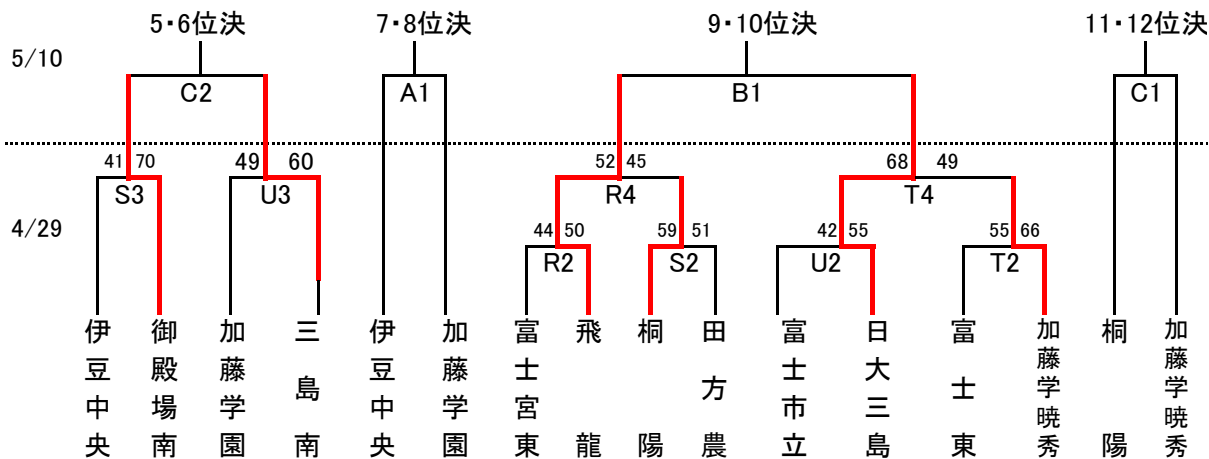 5・6位決
7・8位決
9・10位決
11・12位決
5/10
C2
A1
B1
C1
41 70
49 60
52 45
68 49
S3
U3
R4
T4
4/29
44 50
59 51
42 55
55 66
R2
S2
U2
T2
伊豆中央
御殿場南
加藤学園
三島南
伊豆中央
加藤学園
富士宮東
飛龍
桐陽
田方農
富士市立
日大三島
富士東
加藤学暁秀
桐陽
加藤学暁秀